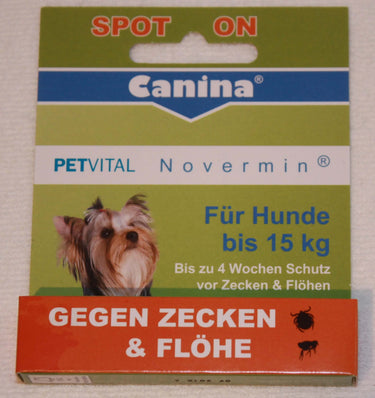 SPOT ON
Canina®
PETVITAL Novermin®
Für Hunde
bis 15 kg
Bis zu 4 Wochen Schutz
vor Zecken & Flöhen
GEGEN ZECKEN
& FLÖHE